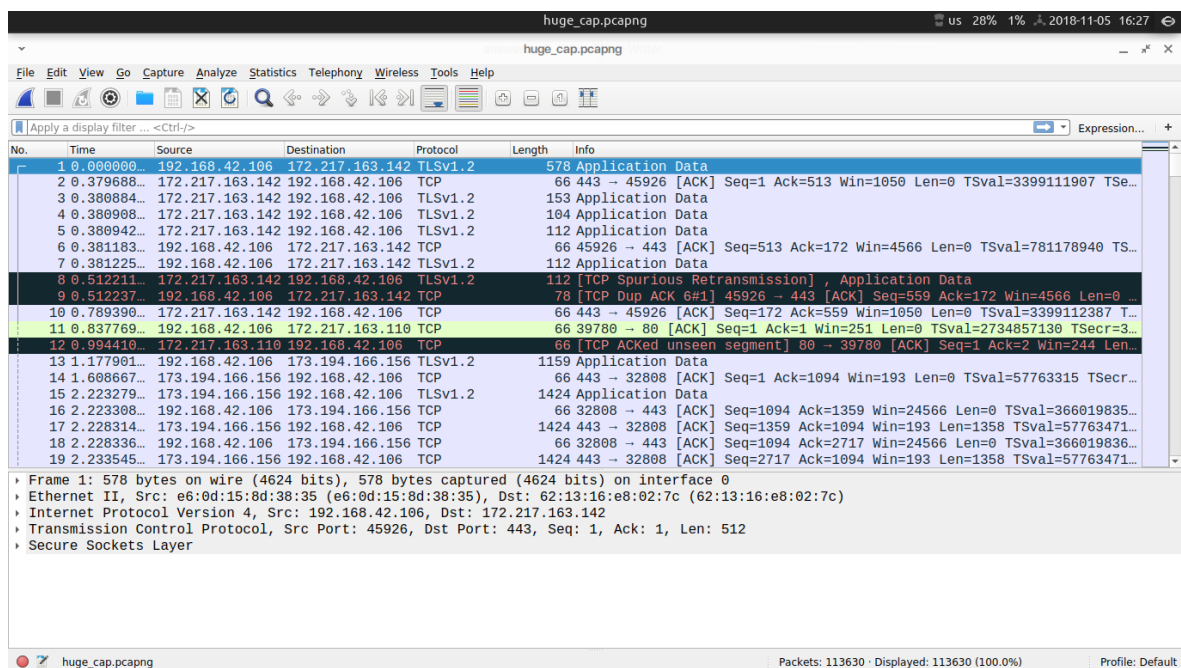 huge_cap.pcapng us 28% 1% 2018-11-05 16:27
huge_cap.pcapng
File Edit View Go Capture Analyze Statistics Telephony Wireless Tools Help
Apply a display filter ... <Ctrl-/> Expression... +
No. Time Source Destination Protocol Length Info
1 0.000000… 192.168.42.106 172.217.163.142 TLSv1.2 578 Application Data
2 0.379688… 172.217.163.142 192.168.42.106 TCP 66 443 → 45926 [ACK] Seq=1 Ack=513 Win=1050 Len=0 TSval=3399111907 TSe…
3 0.380884… 172.217.163.142 192.168.42.106 TLSv1.2 153 Application Data
4 0.380908… 172.217.163.142 192.168.42.106 TLSv1.2 104 Application Data
5 0.380942… 172.217.163.142 192.168.42.106 TLSv1.2 112 Application Data
6 0.381183… 192.168.42.106 172.217.163.142 TCP 66 45926 → 443 [ACK] Seq=513 Ack=172 Win=4566 Len=0 TSval=781178940 TS…
7 0.381225… 192.168.42.106 172.217.163.142 TLSv1.2 112 Application Data
8 0.512211… 172.217.163.142 192.168.42.106 TLSv1.2 112 [TCP Spurious Retransmission] , Application Data
9 0.512237… 192.168.42.106 172.217.163.142 TCP 78 [TCP Dup ACK 6#1] 45926 → 443 [ACK] Seq=559 Ack=172 Win=4566 Len=0 …
10 0.789390… 172.217.163.142 192.168.42.106 TCP 66 443 → 45926 [ACK] Seq=172 Ack=559 Win=1050 Len=0 TSval=3399112387 T…
11 0.837769… 192.168.42.106 172.217.163.110 TCP 66 39780 → 80 [ACK] Seq=1 Ack=1 Win=251 Len=0 TSval=2734857130 TSecr=3…
12 0.994410… 172.217.163.110 192.168.42.106 TCP 66 [TCP ACKed unseen segment] 80 → 39780 [ACK] Seq=1 Ack=2 Win=244 Len…
13 1.177901… 192.168.42.106 173.194.166.156 TLSv1.2 1159 Application Data
14 1.608667… 173.194.166.156 192.168.42.106 TCP 66 443 → 32808 [ACK] Seq=1 Ack=1094 Win=193 Len=0 TSval=57763315 TSecr…
15 2.223279… 173.194.166.156 192.168.42.106 TLSv1.2 1424 Application Data
16 2.223308… 192.168.42.106 173.194.166.156 TCP 66 32808 → 443 [ACK] Seq=1094 Ack=1359 Win=24566 Len=0 TSval=366019835…
17 2.228314… 173.194.166.156 192.168.42.106 TCP 1424 443 → 32808 [ACK] Seq=1359 Ack=1094 Win=193 Len=1358 TSval=57763471…
18 2.228336… 192.168.42.106 173.194.166.156 TCP 66 32808 → 443 [ACK] Seq=1094 Ack=2717 Win=24566 Len=0 TSval=366019836…
19 2.233545… 173.194.166.156 192.168.42.106 TCP 1424 443 → 32808 [ACK] Seq=2717 Ack=1094 Win=193 Len=1358 TSval=57763471…
Frame 1: 578 bytes on wire (4624 bits), 578 bytes captured (4624 bits) on interface 0
Ethernet II, Src: e6:0d:15:8d:38:35 (e6:0d:15:8d:38:35), Dst: 62:13:16:e8:02:7c (62:13:16:e8:02:7c)
Internet Protocol Version 4, Src: 192.168.42.106, Dst: 172.217.163.142
Transmission Control Protocol, Src Port: 45926, Dst Port: 443, Seq: 1, Ack: 1, Len: 512
Secure Sockets Layer
huge_cap.pcapng Packets: 113630 · Displayed: 113630 (100.0%) Profile: Default